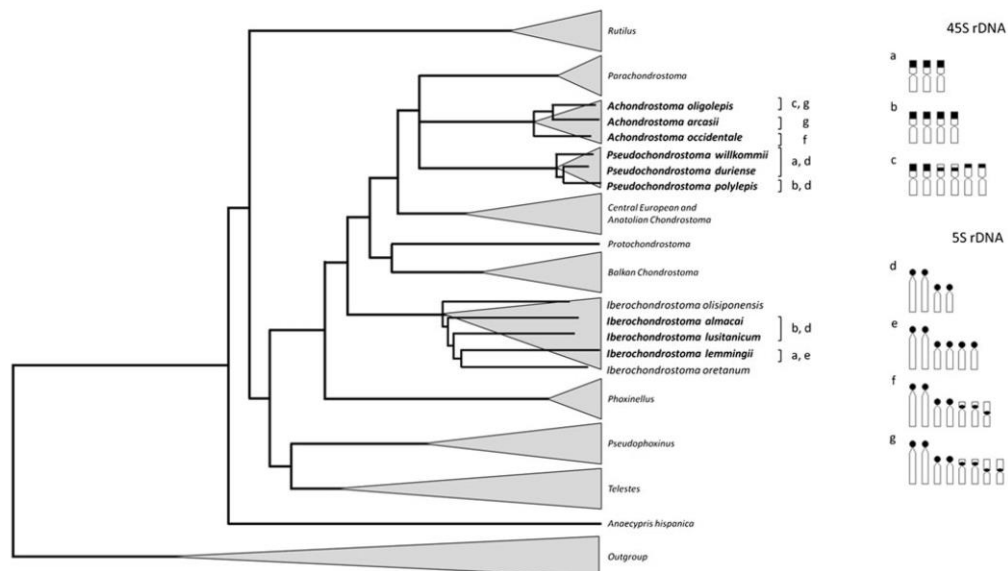 Rutilus
Parachondrostoma
Achondrostoma oligolepis
Achondrostoma arcasii
Achondrostoma occidentale
Pseudochondrostoma willkommii
Pseudochondrostoma duriense
Pseudochondrostoma polylepis
Central European and
Anatolian Chondrostoma
Protochondrostoma
Balkan Chondrostoma
Iberochondrostoma olisiponensis
Iberochondrostoma almacai
Iberochondrostoma lusitanicum
Iberochondrostoma lemmingii
Iberochondrostoma oretanum
Phoxinellus
Pseudophoxinus
Telestes
Anaecypris hispanica
Outgroup
c, g
g
f
a, d
b, d
b, d
a, e
45S rDNA
a
b
c
5S rDNA
d
e
f
g